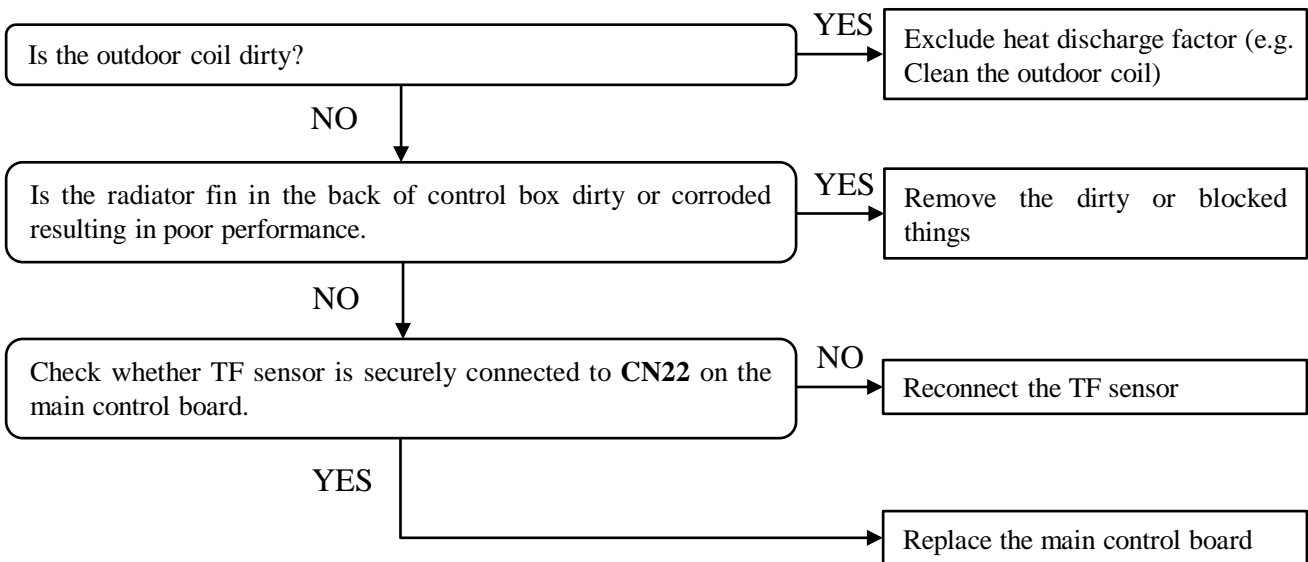 Is the outdoor coil dirty?
YES
Exclude heat discharge factor (e.g.
Clean the outdoor coil)
NO
Is the radiator fin in the back of control box dirty or corroded
resulting in poor performance.
YES
Remove the dirty or blocked
things
NO
Check whether TF sensor is securely connected to CN22 on the
main control board.
NO
Reconnect the TF sensor
YES
Replace the main control board